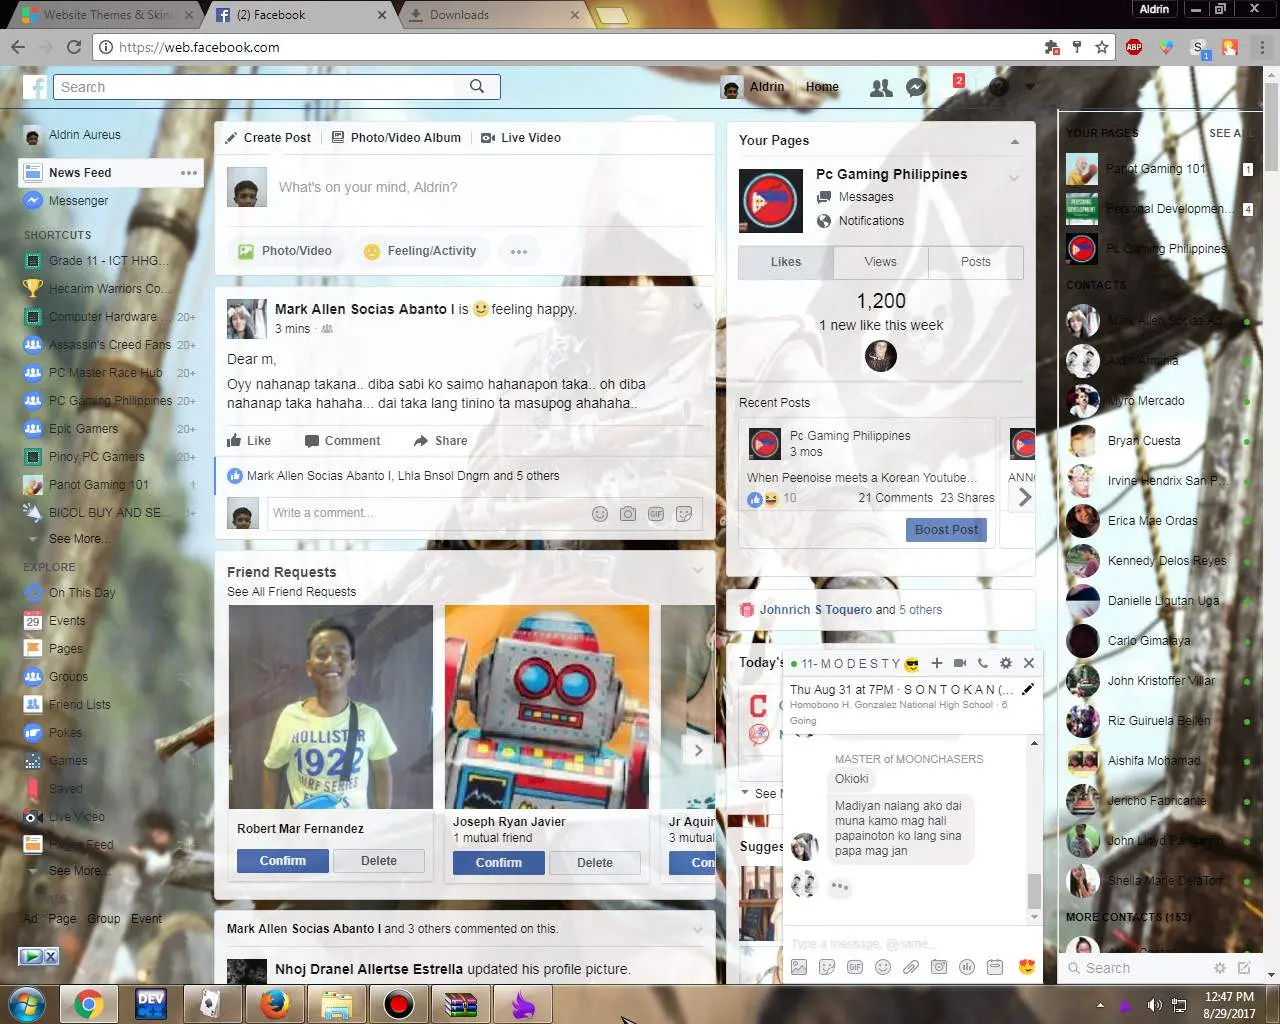 Website Themes & Skin
(2) Facebook
Downloads
Aldrin
https://web.facebook.com
ABP
S
1
Search
Aldrin
Home
2
Aldrin Aureus
News Feed
Messenger
SHORTCUTS
Grade 11 - ICT HHG...
Hecarim Warriors Co...
Computer Hardware ... 20+
Assassin's Creed Fans 20+
PC Master Race Hub 20+
PC Gaming Philippines 20+
Epic Gamers 20+
Pinoy PC Gamers 20+
Panot Gaming 101 1
BICOL BUY AND SE...
See More...
EXPLORE
On This Day
29 Events
Pages
Groups
Friend Lists
Pokes
Games
Saved
Live Video
Pages Feed
See More...
Ad Page Group Event
Create Post
Photo/Video Album
Live Video
What's on your mind, Aldrin?
Photo/Video
Feeling/Activity
Mark Allen Socias Abanto I is feeling happy.
3 mins ·
Dear m,
Oyy nahanap takana.. diba sabi ko saimo hahanapon taka.. oh diba
nahanap taka hahaha... dai taka lang tinino ta masupog ahahaha..
Like Comment Share
Mark Allen Socias Abanto I, Lhla Bnsol Dngrn and 5 others
Write a comment...
GIF
Friend Requests
See All Friend Requests
HOLLISTER
1922
SURF SERIES
Robert Mar Fernandez
Confirm Delete
Joseph Ryan Javier
1 mutual friend
Confirm Delete
Jr Aquir
3 mutual
Con
Mark Allen Socias Abanto I and 3 others commented on this.
Nhoj Dranel Allertse Estrella updated his profile picture.
Your Pages
Pc Gaming Philippines
Messages
Notifications
Likes Views Posts
1,200
1 new like this week
Recent Posts
Pc Gaming Philippines
3 mos
When Peenoise meets a Korean Youtube...
10 21 Comments 23 Shares
Boost Post
ANN
Johnrich S Toquero and 5 others
Today's
See M
Sugges
11- M O D E S T Y
Thu Aug 31 at 7PM · S O N T O K A N (...
Homobono H. Gonzalez National High School · 6
Going
MASTER of MOONCHASERS
Okioki
Madiyan nalang ako dai
muna kamo mag hali
papainoton ko lang sina
papa mag jan
Type a message, @name...
GIF
YOUR PAGES SEE ALL
Panot Gaming 101 1
Personal Developmen... 4
Pc Gaming Philippines
CONTACTS
Mark Allen Socias Ab...
Aldin Arminia
Myro Mercado
Bryan Cuesta
Irvine Hendrix San P...
Erica Mae Ordas
Kennedy Delos Reyes
Danielle Ligutan Uga
Carlo Gimalaya
John Kristoffer Villar
Riz Guiruela Bellen
Aishifa Mohamad
Jericho Fabricante
John Lloyd Pangani...
Sheila Marie DelaTorr...
MORE CONTACTS (153)
Search
DEV
C++
12:47 PM
8/29/2017